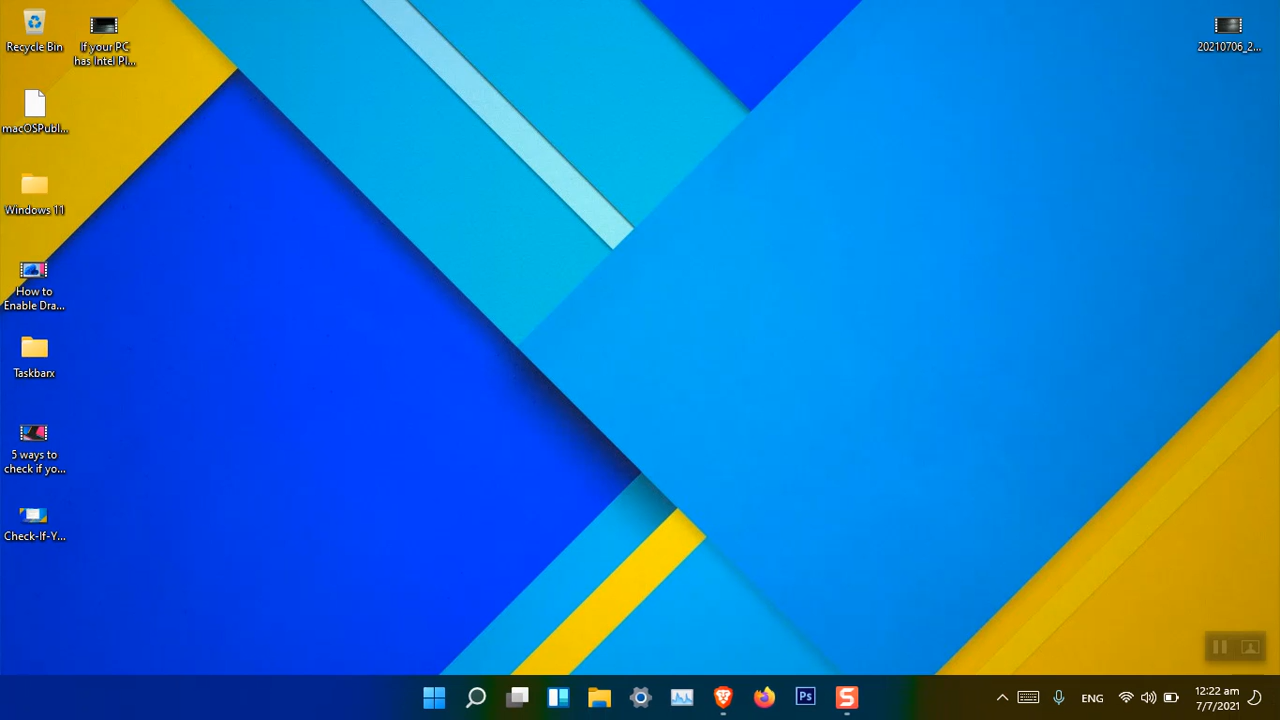 Recycle Bin
If your PC
has Intel Pl...
20210706_2...
macOSPubl...
Windows 11
How to
Enable Dra...
Taskbarx
5 ways to
check if yo...
Check-If-Y...
Ps
S
ENG
12:22 am
7/7/2021